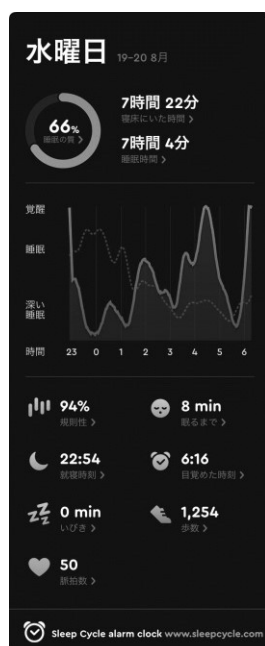 水曜日 19-20 8月
66%
睡眠の質 >
7時間 22分
寝床にいた時間 >
7時間 4分
睡眠時間 >
覚醒
睡眠
深い
睡眠
時間 23 0 1 2 3 4 5 6
94%
規則性 >
8 min
眠るまで >
22:54
就寝時刻 >
6:16
目覚めた時刻 >
0 min
いびき >
1,254
歩数 >
50
脈拍数 >
Sleep Cycle alarm clock www.sleepcycle.com